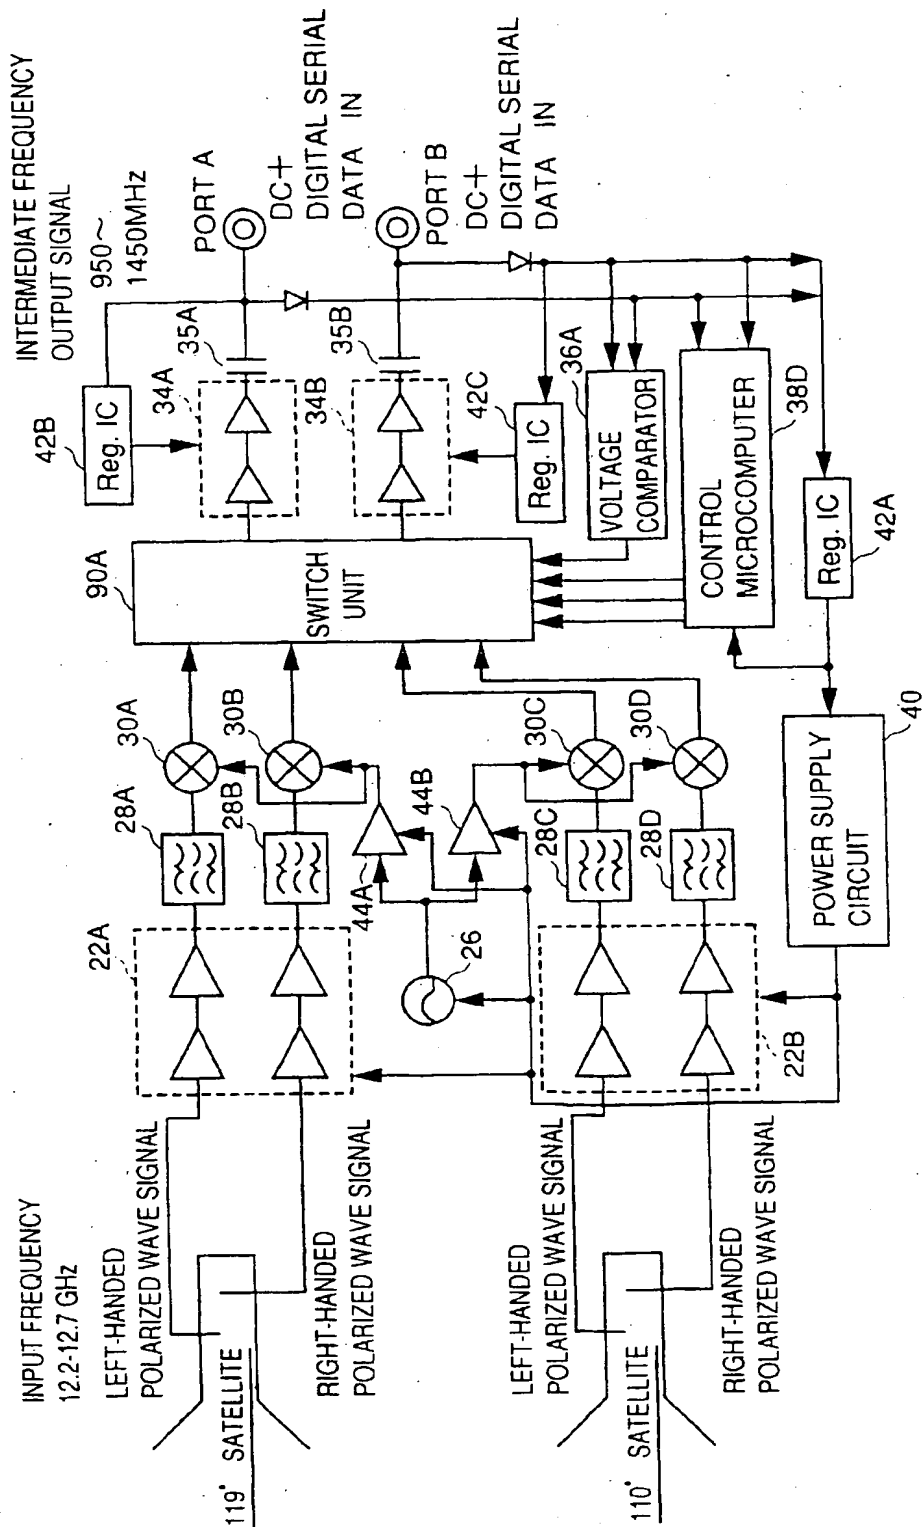 INPUT FREQUENCY
12.2-12.7 GHz
LEFT-HANDED
POLARIZED WAVE SIGNAL
119° SATELLITE
RIGHT-HANDED
POLARIZED WAVE SIGNAL
LEFT-HANDED
POLARIZED WAVE SIGNAL
110° SATELLITE
RIGHT-HANDED
POLARIZED WAVE SIGNAL
22A
28A
30A
28B
30B
44A
26
44B
28C
30C
28D
30D
22B
POWER SUPPLY
CIRCUIT
40
90A
SWITCH
UNIT
42B
Reg. IC
34A
35A
34B
35B
42C
Reg. IC
36A
VOLTAGE
COMPARATOR
CONTROL
MICROCOMPUTER
38D
Reg. IC
42A
INTERMEDIATE FREQUENCY
OUTPUT SIGNAL
950~
1450MHz
PORT A
DC+
DIGITAL SERIAL
DATA IN
PORT B
DC+
DIGITAL SERIAL
DATA IN